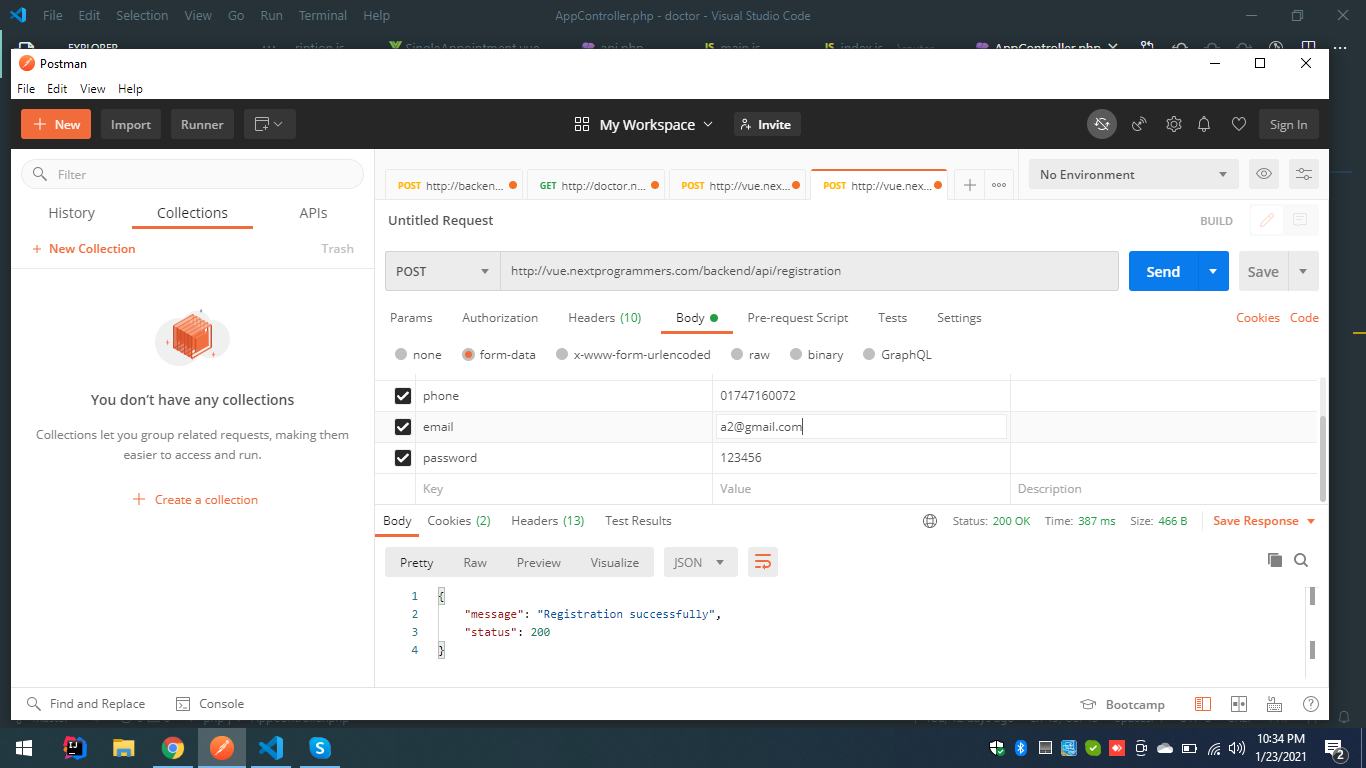 File Edit Selection View Go Run Terminal Help AppController.php - doctor - Visual Studio Code
EXPLORER SingleAppointment.vue api.php main.js index.js AppController.php
Postman
File Edit View Help
+ New Import Runner My Workspace Invite Sign In
Filter
History Collections APIs
+ New Collection Trash
You don't have any collections
Collections let you group related requests, making them
easier to access and run.
+ Create a collection
POST http://backen... GET http://doctor.n... POST http://vue.nex... POST http://vue.nex... + ooo No Environment
Untitled Request BUILD
POST http://vue.nextprogrammers.com/backend/api/registration Send Save
Params Authorization Headers (10) Body Pre-request Script Tests Settings Cookies Code
none form-data x-www-form-urlencoded raw binary GraphQL
phone 01747160072
email a2@gmail.com
password 123456
Key Value Description
Body Cookies (2) Headers (13) Test Results Status: 200 OK Time: 387 ms Size: 466 B Save Response
Pretty Raw Preview Visualize JSON
1 {
2 "message": "Registration successfully",
3 "status": 200
4 }
Find and Replace Console Bootcamp
10:34 PM
1/23/2021
2